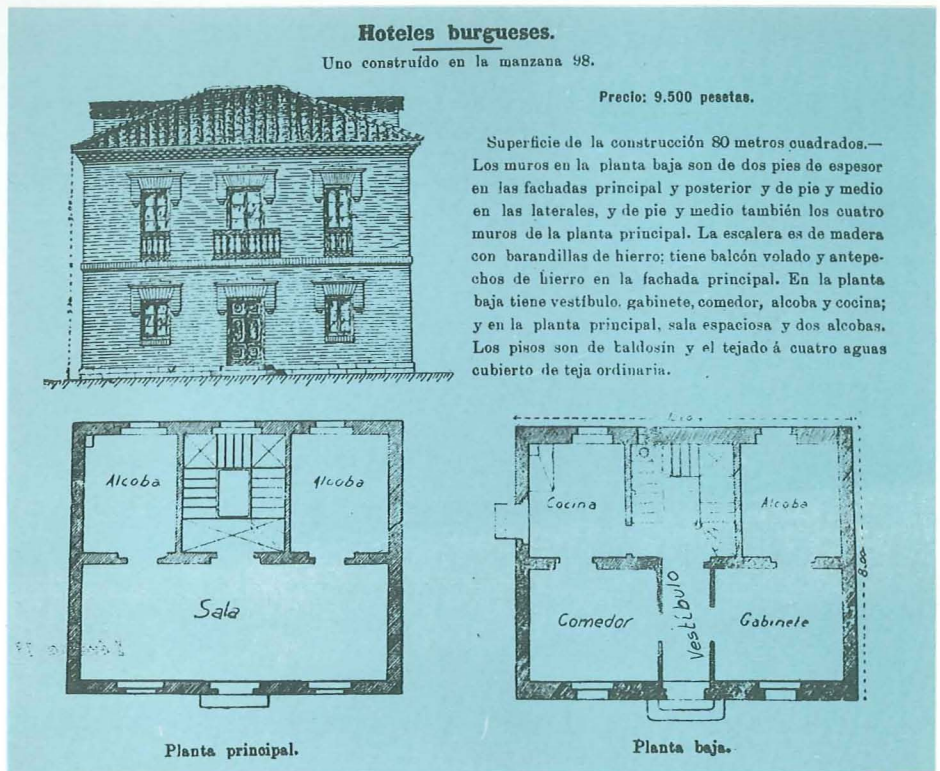 Hoteles burgueses.
Uno construído en la manzana 98.
Precio: 9.500 pesetas.
Superficie de la construcción 80 metros cuadrados.—
Los muros en la planta baja son de dos pies de espesor
en las fachadas principal y posterior y de pie y medio
en las laterales, y de pie y medio también los cuatro
muros de la planta principal. La escalera es de madera
con barandillas de hierro; tiene balcón volado y antepe-
chos de hierro en la fachada principal. En la planta
baja tiene vestíbulo, gabinete, comedor, alcoba y cocina;
y en la planta principal, sala espaciosa y dos alcobas.
Los pisos son de baldosín y el tejado á cuatro aguas
cubierto de teja ordinaria.
Alcoba
Alcoba
Sala
Planta principal.
Cocina
Alcoba
8.00
Comedor
Vestíbulo
Gabinete
Planta baja.